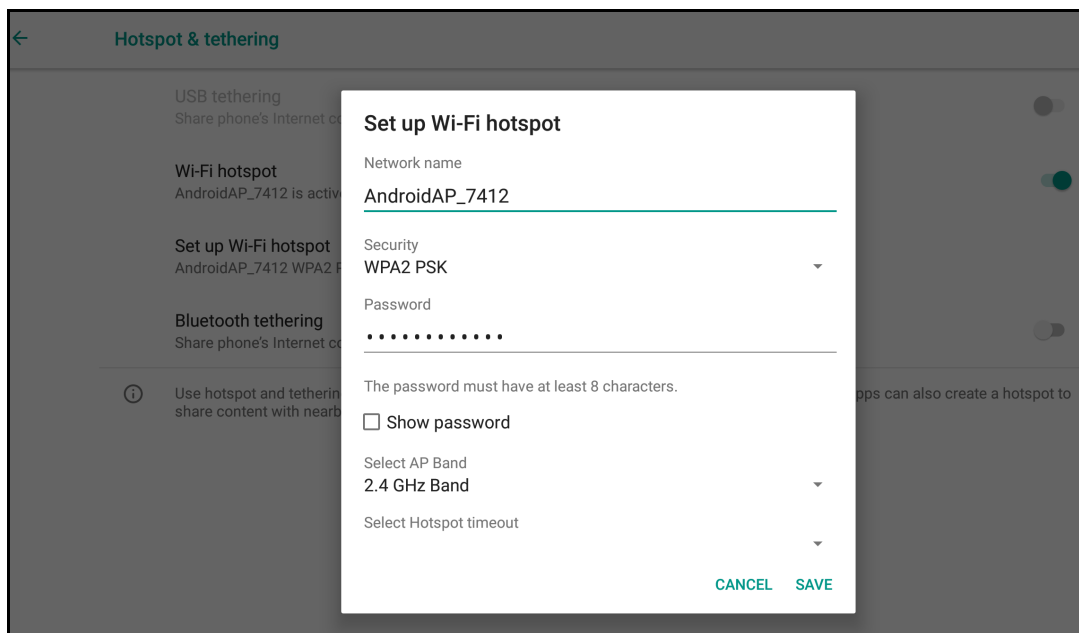 Hotspot & tethering
USB tethering
Share phone's Internet
Wi-Fi hotspot
AndroidAP_7412 is
Set up Wi-Fi hotspot
AndroidAP_7412 WPA2
Bluetooth tethering
Share phone's Internet
Use hotspot and
share content with
pps can also create a hotspot to
Set up Wi-Fi hotspot
Network name
AndroidAP_7412
Security
WPA2 PSK
Password
••••••••••••
The password must have at least 8 characters.
Show password
Select AP Band
2.4 GHz Band
Select Hotspot timeout
CANCEL SAVE